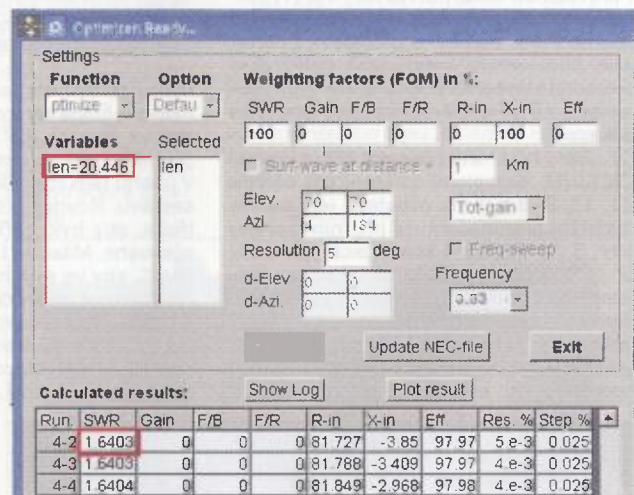 Optimizer Ready...
Settings
Function Option Weighting factors (FOM) in %:
ptimize Defau SWR Gain F/B F/R R-in X-in Eff
100 0 0 0 0 100 0
Variables Selected
len=20.446 len
Surf-wave at distance = 1 Km
Elev. 70 70
Tot-gain
Azi. 4 184
Resolution 5 deg Freq-sweep
d-Elev 0 0 Frequency
d-Azi. 0 0
Update NEC-file Exit
Calculated results: Show Log Plot result
Run. SWR Gain F/B F/R R-in X-in Eff Res. % Step %
4-2 1.6403 0 0 0 81.727 -3.85 97.97 5.e-3 0.025
4-3 1.6403 0 0 0 81.788 -3.409 97.97 4.e-3 0.025
4-4 1.6404 0 0 0 81.849 -2.968 97.98 4.e-3 0.025